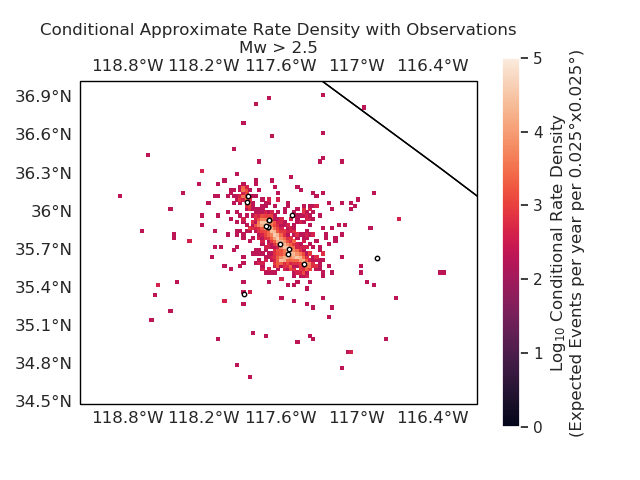 Conditional Approximate Rate Density with Observations
Mw > 2.5
118.8°W 118.2°W 117.6°W 117°W 116.4°W
36.9°N
36.6°N
36.3°N
36°N
35.7°N
35.4°N
35.1°N
34.8°N
34.5°N
118.8°W 118.2°W 117.6°W 117°W 116.4°W
5
4
3
2
1
0
Log10 Conditional Rate Density
(Expected Events per year per 0.025°x0.025°)